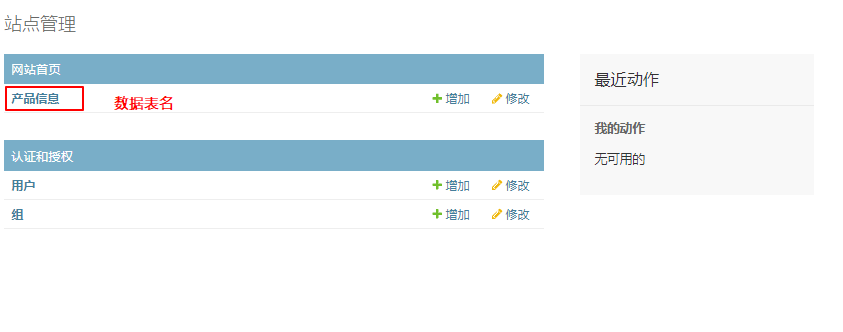 站点管理
网站首页
产品信息 数据表名 增加 修改
认证和授权
用户 增加 修改
组 增加 修改
最近动作
我的动作
无可用的